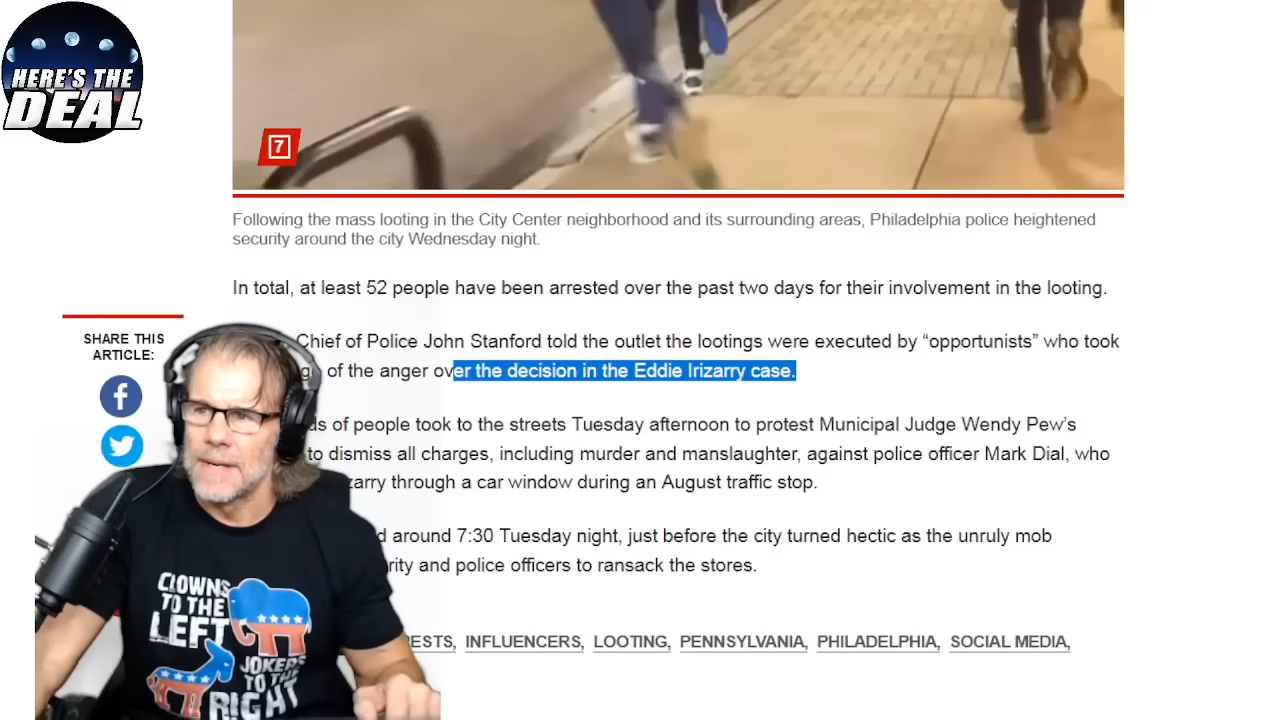 HERE'S THE
DEAL
7
Following the mass looting in the City Center neighborhood and its surrounding areas, Philadelphia police heightened
security around the city Wednesday night.
In total, at least 52 people have been arrested over the past two days for their involvement in the looting.
SHARE THIS
ARTICLE:
Chief of Police John Stanford told the outlet the lootings were executed by “opportunists” who took
of the anger over the decision in the Eddie Irizarry case.
of people took to the streets Tuesday afternoon to protest Municipal Judge Wendy Pew’s
to dismiss all charges, including murder and manslaughter, against police officer Mark Dial, who
through a car window during an August traffic stop.
around 7:30 Tuesday night, just before the city turned hectic as the unruly mob
and police officers to ransack the stores.
INFLUENCERS, LOOTING, PENNSYLVANIA, PHILADELPHIA, SOCIAL MEDIA,
CLOWNS
TO THE
LEFT
JOKERS
TO THE
RIGHT